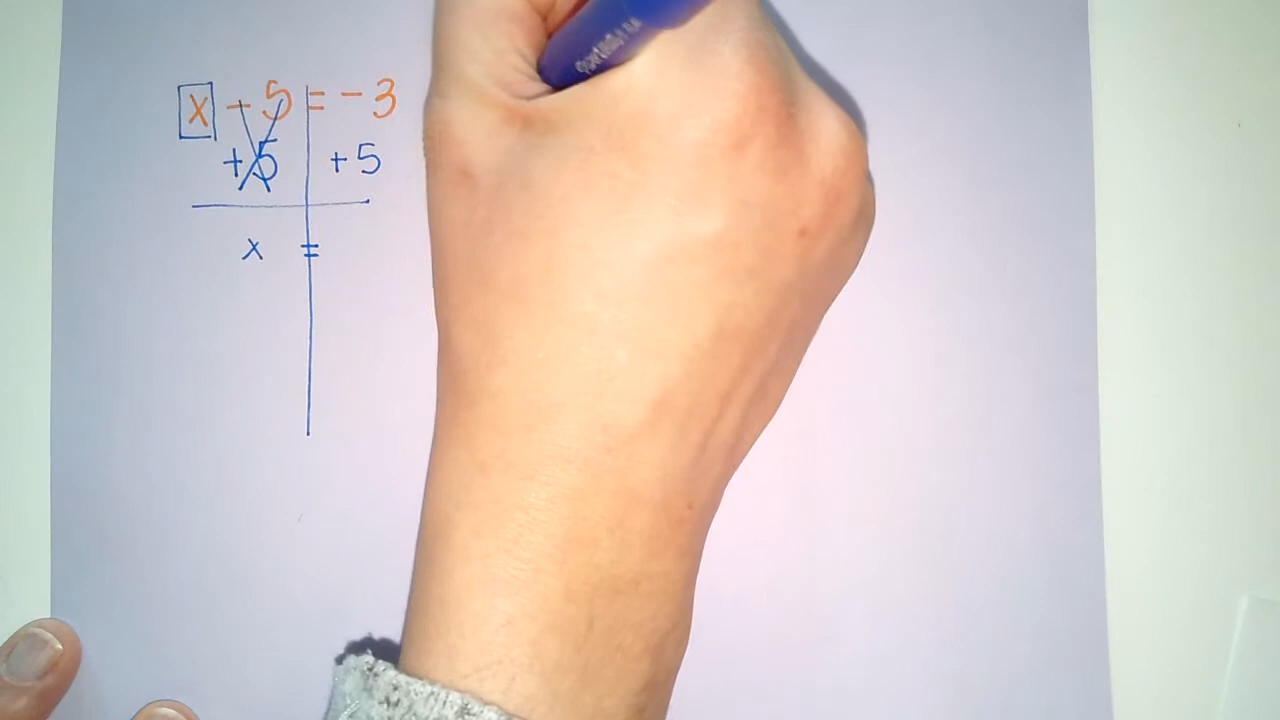 x - 5 = - 3
+ 5 + 5
x =